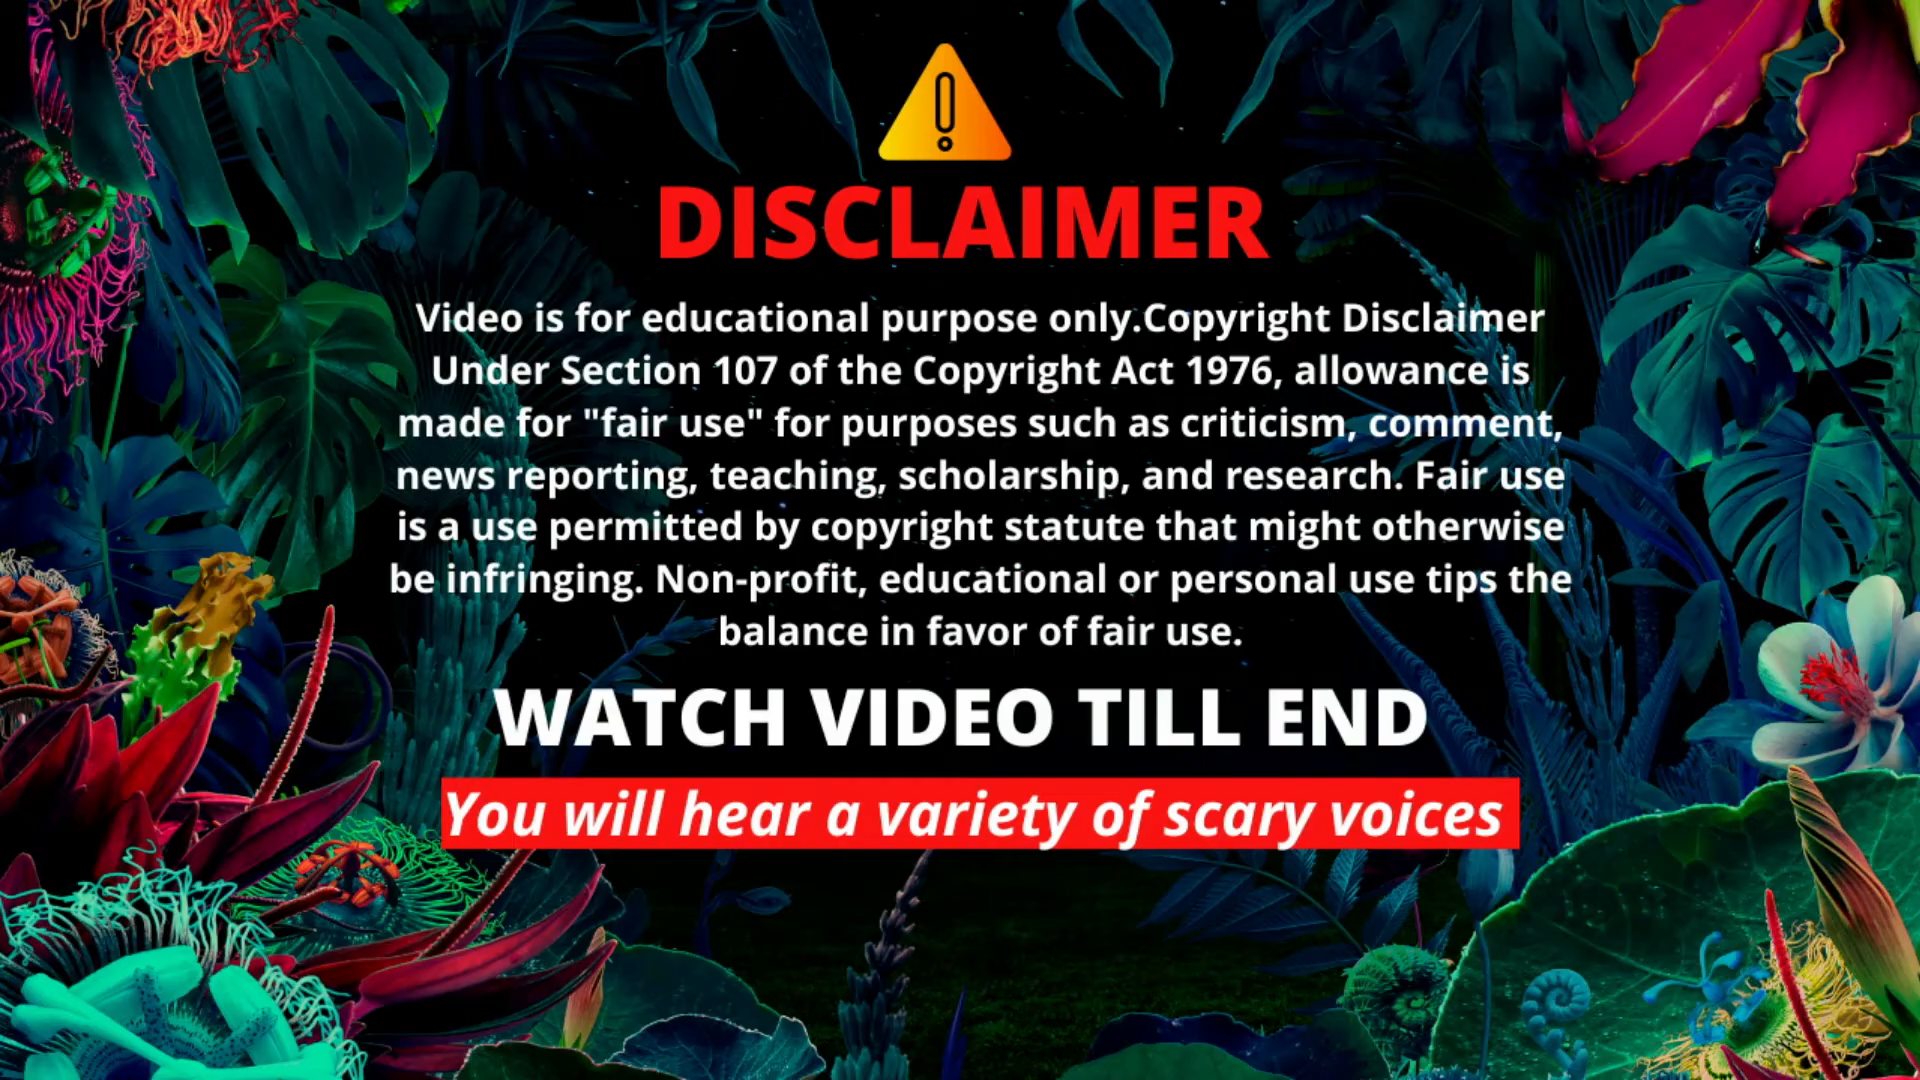 DISCLAIMER
Video is for educational purpose only.Copyright Disclaimer
Under Section 107 of the Copyright Act 1976, allowance is
made for "fair use" for purposes such as criticism, comment,
news reporting, teaching, scholarship, and research. Fair use
is a use permitted by copyright statute that might otherwise
be infringing. Non-profit, educational or personal use tips the
balance in favor of fair use.
WATCH VIDEO TILL END
You will hear a variety of scary voices